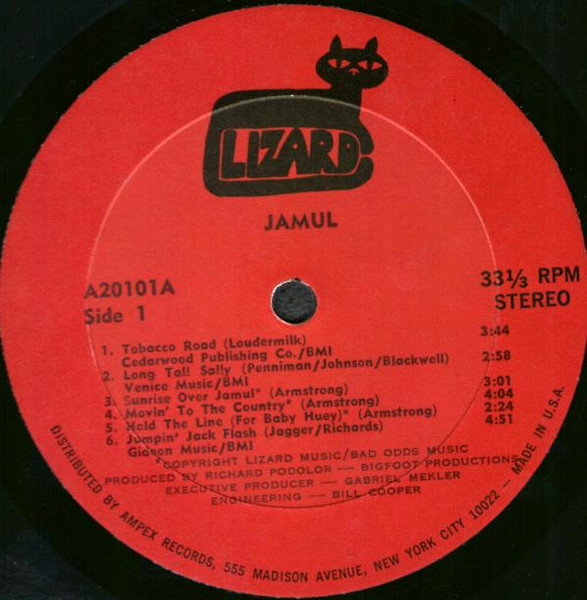 LIZARD
JAMUL
A20101A
Side 1
33 1/3 RPM
STEREO
1. Tobacco Road (Loudermilk) 3:44
Cedarwood Publishing Co./BMI
2. Long Tall Sally (Penniman/Johnson/Blackwell) 2:58
Venice Music/BMI
3. Sunrise Over Jamul* (Armstrong) 3:01
4. Movin' To The Country* (Armstrong) 4:04
5. Hold The Line (For Baby Huey)* (Armstrong) 2:24
6. Jumpin' Jack Flash (Jagger/Richards) 4:51
Gideon Music/BMI
*COPYRIGHT LIZARD MUSIC/BAD ODDS MUSIC
PRODUCED BY RICHARD PODOLOR — BIGFOOT PRODUCTIONS
EXECUTIVE PRODUCER — GABRIEL MEKLER
ENGINEERING — BILL COOPER
DISTRIBUTED BY AMPEX RECORDS, 555 MADISON AVENUE, NEW YORK CITY 10022 — MADE IN U.S.A.